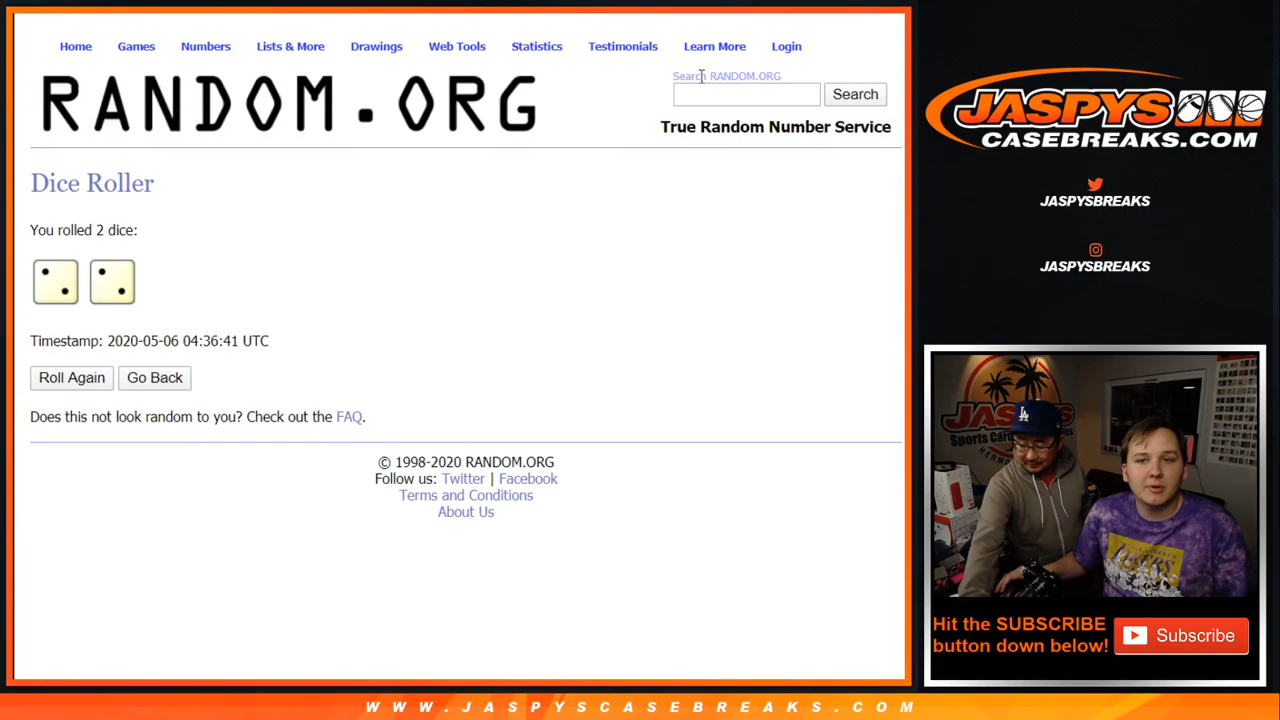 Home Games Numbers Lists & More Drawings Web Tools Statistics Testimonials Learn More Login
RANDOM.ORG
Search RANDOM.ORG
Search
True Random Number Service
Dice Roller
You rolled 2 dice:
Timestamp: 2020-05-06 04:36:41 UTC
Roll Again Go Back
Does this not look random to you? Check out the FAQ.
© 1998-2020 RANDOM.ORG
Follow us: Twitter | Facebook
Terms and Conditions
About Us
JASPYS
CASEBREAKS.COM
JASPYSBREAKS
JASPYSBREAKS
JASPYS
Hit the SUBSCRIBE
button down below!
Subscribe
WWW.JASPYSCASEBREAKS.COM